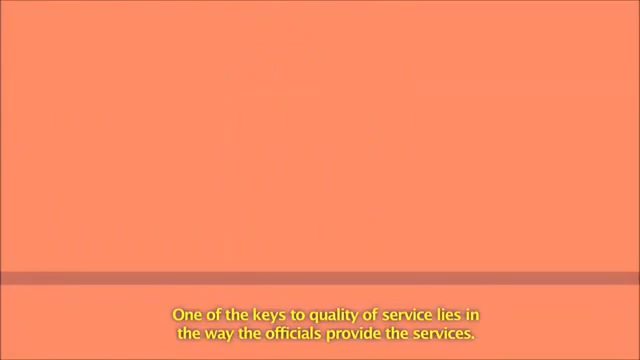 One of the keys to quality of service lies in
the way the officials provide the services.